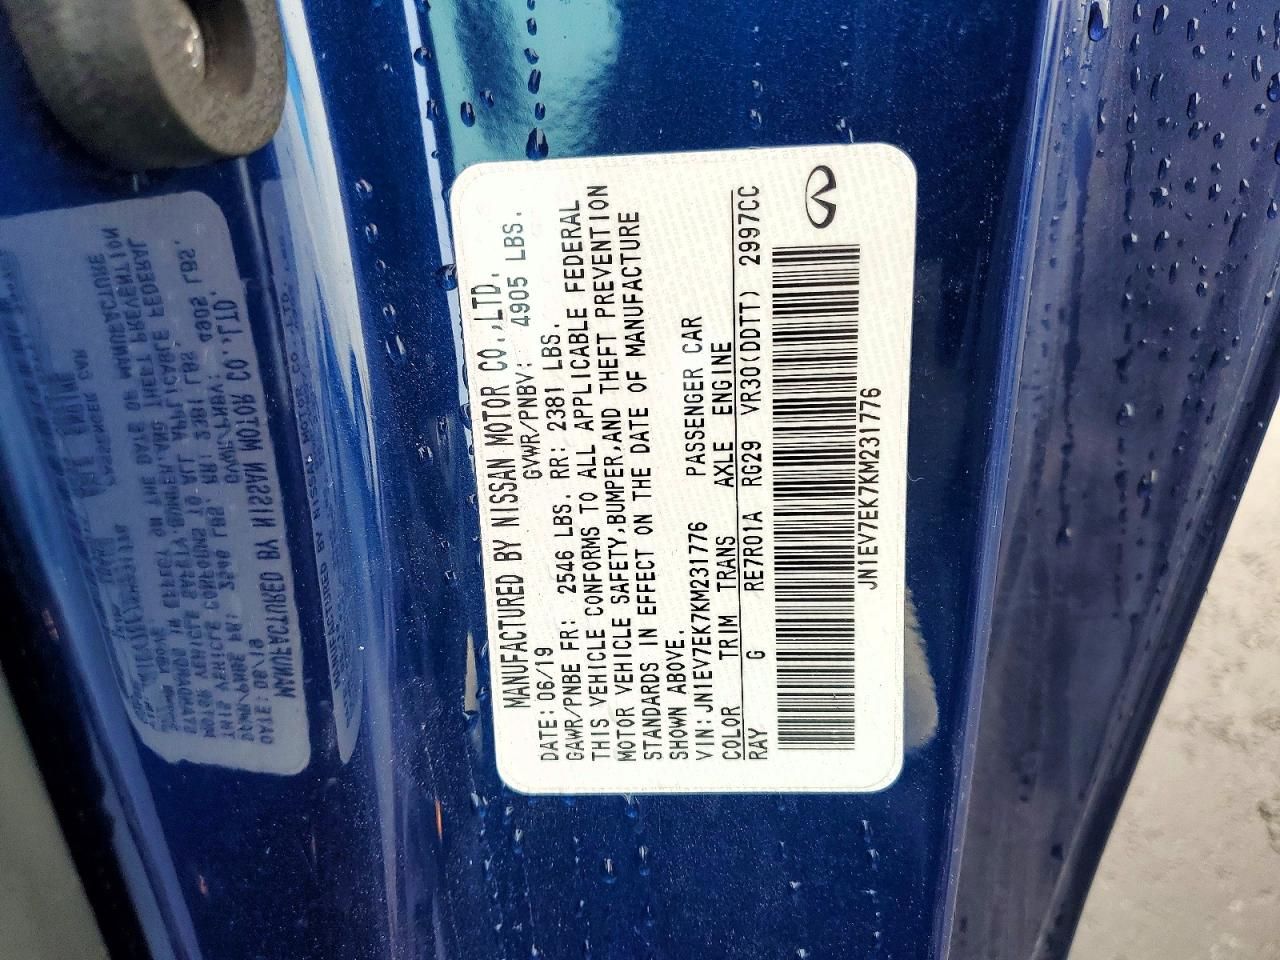 MANUFACTURED BY NISSAN MOTOR CO.,LTD.
DATE: 06/19 GVWR/PNBV: 4905 LBS.
GAWR/PNBE FR: 2546 LBS. RR: 2381 LBS.
THIS VEHICLE CONFORMS TO ALL APPLICABLE FEDERAL
MOTOR VEHICLE SAFETY,BUMPER,AND THEFT PREVENTION
STANDARDS IN EFFECT ON THE DATE OF MANUFACTURE
SHOWN ABOVE.
VIN: JN1EV7EK7KM231776 PASSENGER CAR
COLOR TRIM TRANS AXLE ENGINE
RAY G RE7R01A RG29 VR30(DDTT) 2997CC
JN1EV7EK7KM231776